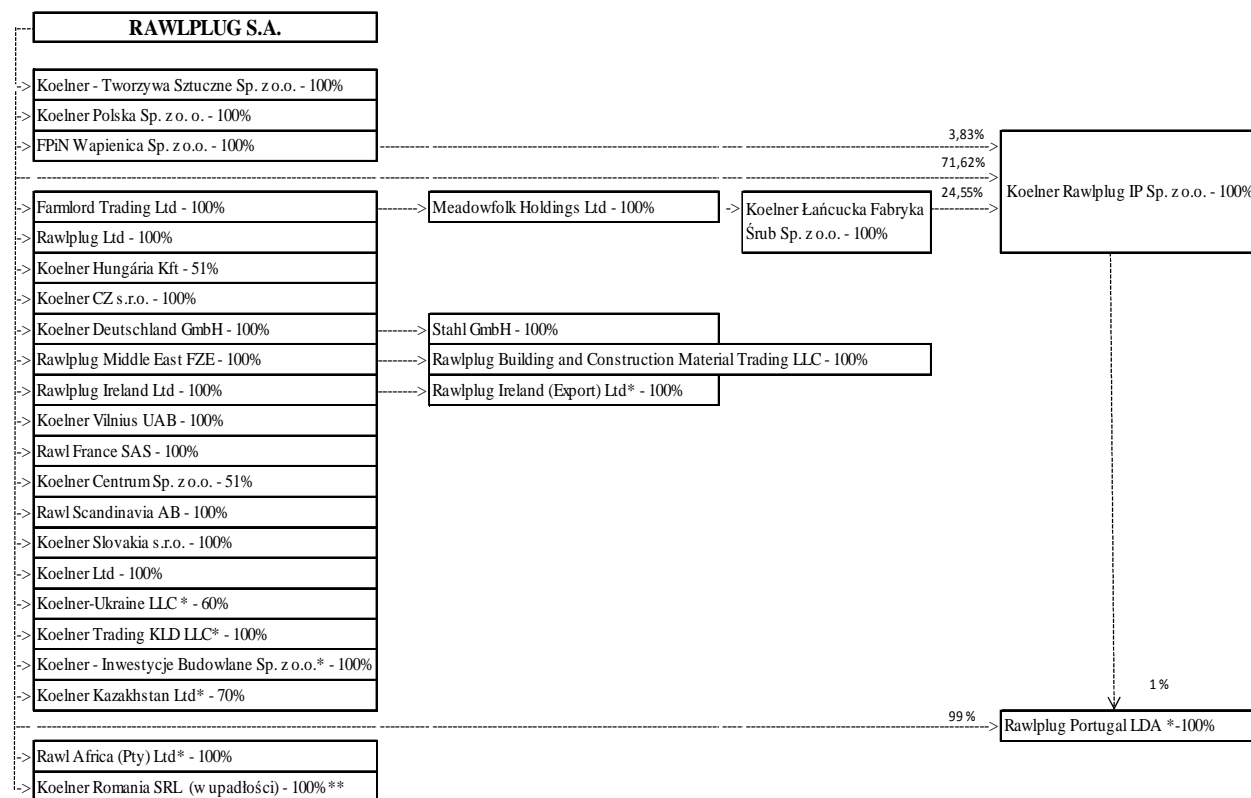 RAWLPLUG S.A.
Koelner - Tworzywa Sztuczne Sp. z o.o. - 100%
Koelner Polska Sp. z o. o. - 100%
FPiN Wapienica Sp. z o.o. - 100%
3,83%
71,62%
Koelner Rawlplug IP Sp. z o.o. - 100%
Farmlord Trading Ltd - 100%
Meadowfolk Holdings Ltd - 100%
Koelner Łańcucka Fabryka
Śrub Sp. z o.o. - 100%
24,55%
Rawlplug Ltd - 100%
Koelner Hungária Kft - 51%
Koelner CZ s.r.o. - 100%
Koelner Deutschland GmbH - 100%
Stahl GmbH - 100%
Rawlplug Middle East FZE - 100%
Rawlplug Building and Construction Material Trading LLC - 100%
Rawlplug Ireland Ltd - 100%
Rawlplug Ireland (Export) Ltd* - 100%
Koelner Vilnius UAB - 100%
Rawl France SAS - 100%
Koelner Centrum Sp. z o.o. - 51%
Rawl Scandinavia AB - 100%
Koelner Slovakia s.r.o. - 100%
Koelner Ltd - 100%
Koelner-Ukraine LLC * - 60%
Koelner Trading KLD LLC* - 100%
Koelner - Inwestycje Budowlane Sp. z o.o.* - 100%
Koelner Kazakhstan Ltd* - 70%
1 %
99 %
Rawlplug Portugal LDA *-100%
Rawl Africa (Pty) Ltd* - 100%
Koelner Romania SRL (w upadłości) - 100% **